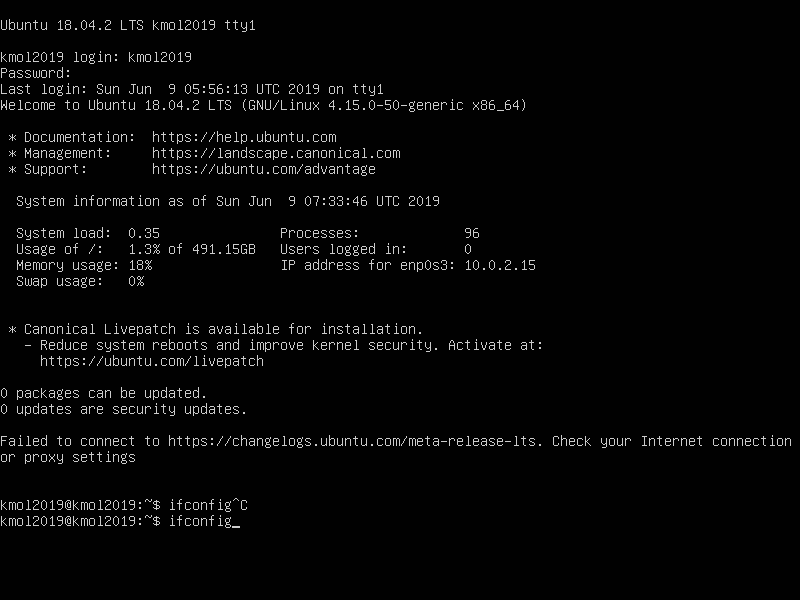 Ubuntu 18.04.2 LTS kmol2019 tty1
kmol2019 login: kmol2019
Password:
Last login: Sun Jun  9 05:56:13 UTC 2019 on tty1
Welcome to Ubuntu 18.04.2 LTS (GNU/Linux 4.15.0-50-generic x86_64)
 * Documentation:  https://help.ubuntu.com
 * Management:     https://landscape.canonical.com
 * Support:        https://ubuntu.com/advantage
  System information as of Sun Jun  9 07:33:46 UTC 2019
  System load:  0.35               Processes:             96
  Usage of /:   1.3% of 491.15GB   Users logged in:       0
  Memory usage: 18%                IP address for enp0s3: 10.0.2.15
  Swap usage:   0%
 * Canonical Livepatch is available for installation.
   - Reduce system reboots and improve kernel security. Activate at:
     https://ubuntu.com/livepatch
0 packages can be updated.
0 updates are security updates.
Failed to connect to https://changelogs.ubuntu.com/meta-release-lts. Check your Internet connection
or proxy settings
kmol2019@kmol2019:~$ ifconfig^C
kmol2019@kmol2019:~$ ifconfig_